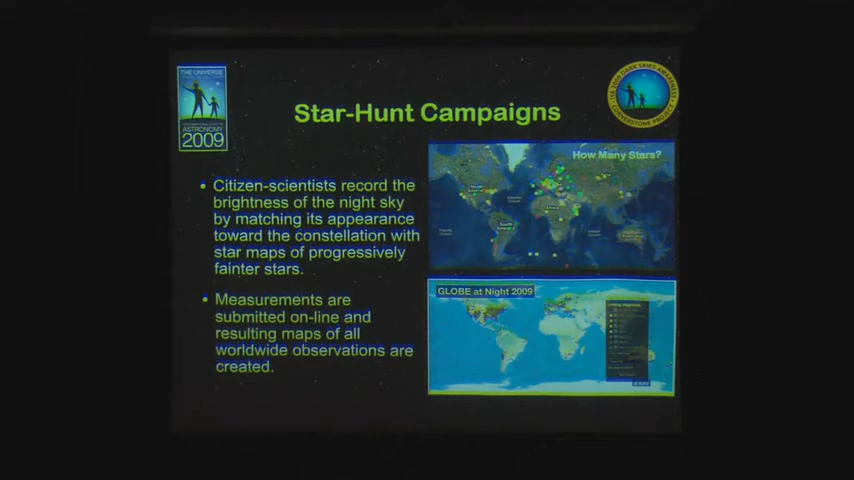 THE UNIVERSE
ASTRONOMY
2009
Star-Hunt Campaigns
• Citizen-scientists record the
brightness of the night sky
by matching its appearance
toward the constellation with
star maps of progressively
fainter stars.
• Measurements are
submitted on-line and
resulting maps of all
worldwide observations are
created.
How Many Stars?
GLOBE at Night 2009